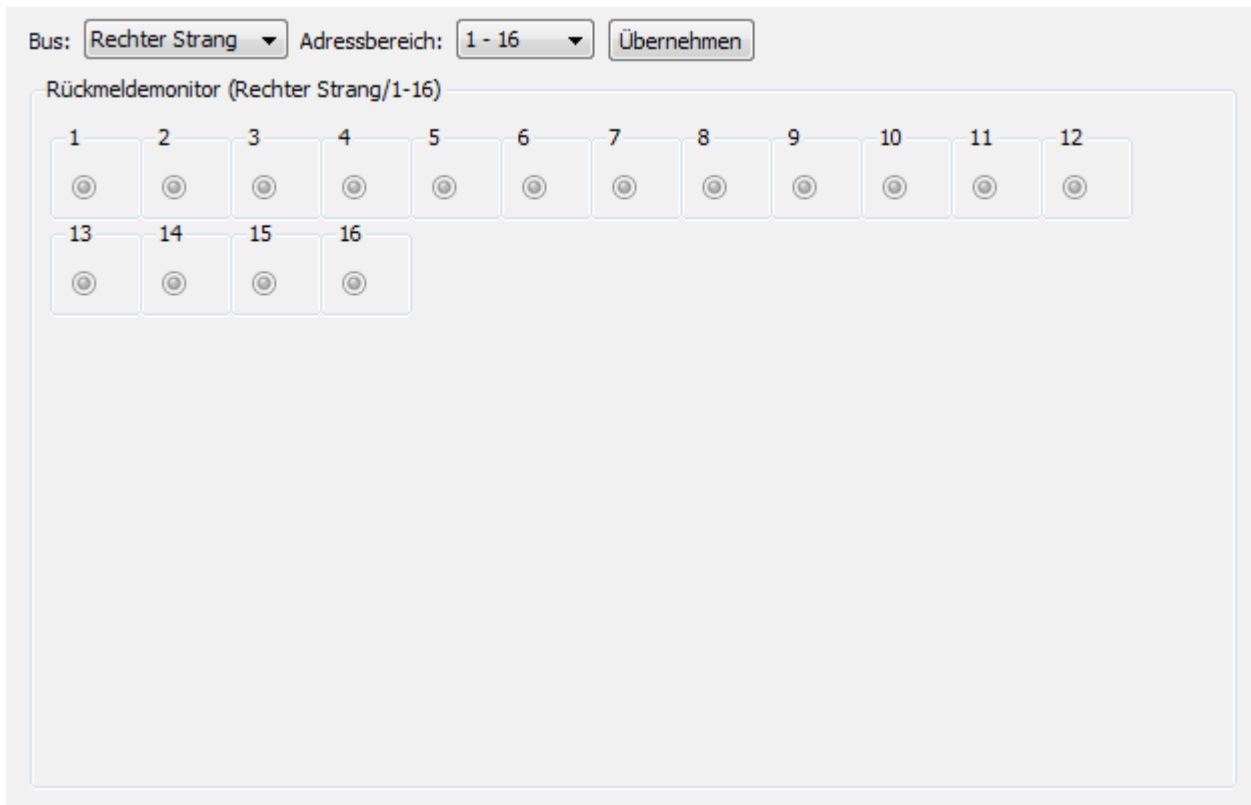 Bus: Rechter Strang Adressbereich: 1 - 16 Übernehmen
Rückmeldemonitor (Rechter Strang/1-16)
1 2 3 4 5 6 7 8 9 10 11 12
13 14 15 16